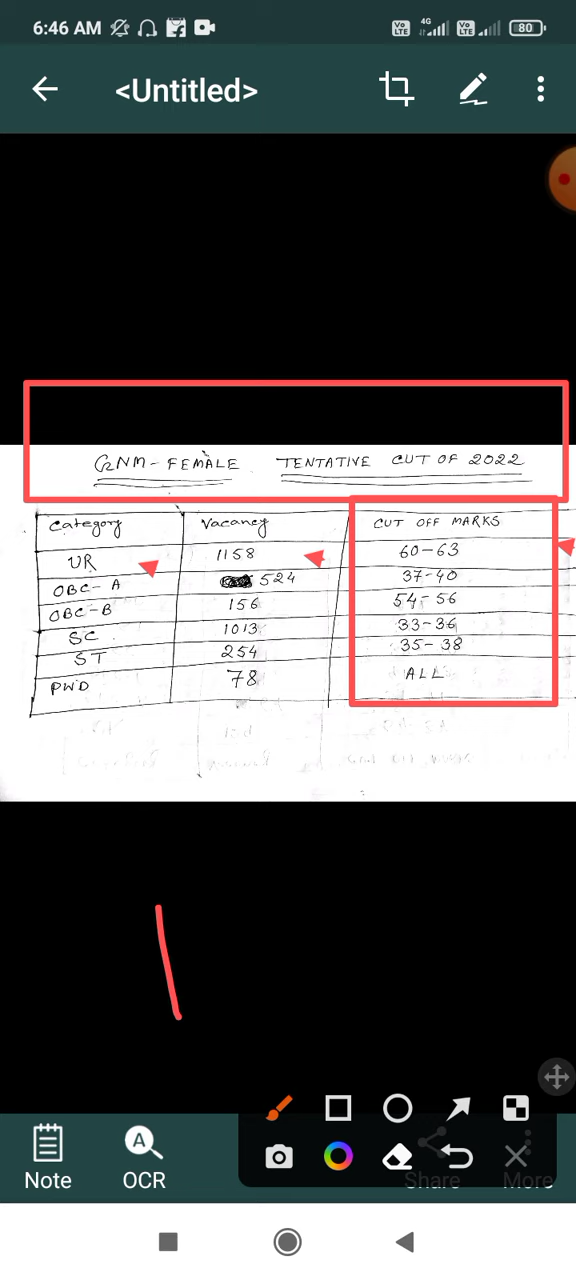 6:46 AM 4G 80
<Untitled>
GNM-FEMALE TENTATIVE CUT OF 2022
Category Vacancy CUT OFF MARKS
UR 1158 60-63
OBC-A 524 37-40
OBC-B 156 54-56
SC 1013 33-36
ST 254 35-38
PWD 78 ALL
Note OCR Share More